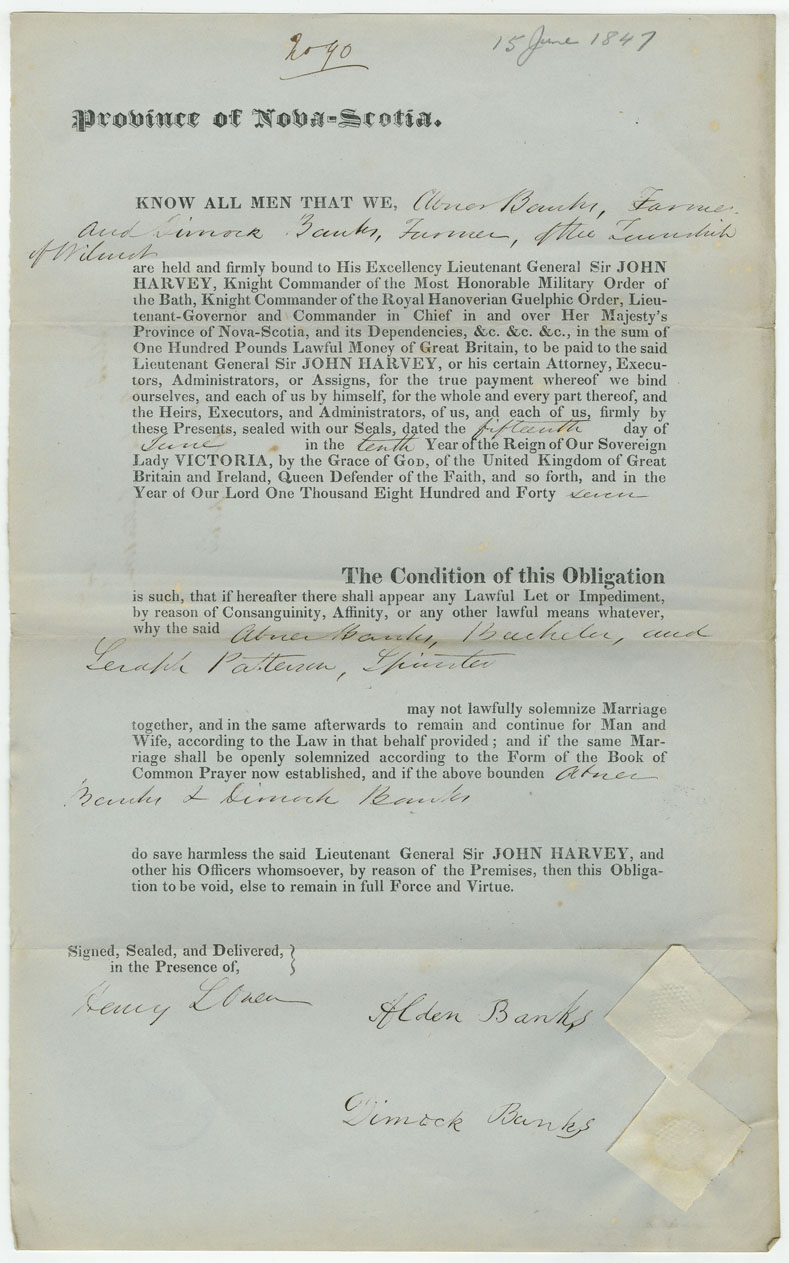 2090
15 June 1847
Province of Nova-Scotia.
KNOW ALL MEN THAT WE, Abner Banks, Farmer
and Dimock Banks, Farmer, of the Township
of Wilmot
are held and firmly bound to His Excellency Lieutenant General Sir JOHN
HARVEY, Knight Commander of the Most Honorable Military Order of
the Bath, Knight Commander of the Royal Hanoverian Guelphic Order, Lieu-
tenant-Governor and Commander in Chief in and over Her Majesty's
Province of Nova-Scotia, and its Dependencies, &c. &c. &c., in the sum of
One Hundred Pounds Lawful Money of Great Britain, to be paid to the said
Lieutenant General Sir JOHN HARVEY, or his certain Attorney, Execu-
tors, Administrators, or Assigns, for the true payment whereof we bind
ourselves, and each of us by himself, for the whole and every part thereof, and
the Heirs, Executors, and Administrators, of us, and each of us, firmly by
these Presents, sealed with our Seals, dated the fifteenth day of
June in the tenth Year of the Reign of Our Sovereign
Lady VICTORIA, by the Grace of GOD, of the United Kingdom of Great
Britain and Ireland, Queen Defender of the Faith, and so forth, and in the
Year of Our Lord One Thousand Eight Hundred and Forty seven
The Condition of this Obligation
is such, that if hereafter there shall appear any Lawful Let or Impediment,
by reason of Consanguinity, Affinity, or any other lawful means whatever,
why the said Abner Banks, Bachelor, and
Seraph Patterson, Spinster
may not lawfully solemnize Marriage
together, and in the same afterwards to remain and continue for Man and
Wife, according to the Law in that behalf provided; and if the same Mar-
riage shall be openly solemnized according to the Form of the Book of
Common Prayer now established, and if the above bounden Abner
Banks & Dimock Banks
do save harmless the said Lieutenant General Sir JOHN HARVEY, and
other his Officers whomsoever, by reason of the Premises, then this Obliga-
tion to be void, else to remain in full Force and Virtue.
Signed, Sealed, and Delivered,
in the Presence of,
Henry L Owen
Alden Banks
Dimock Banks